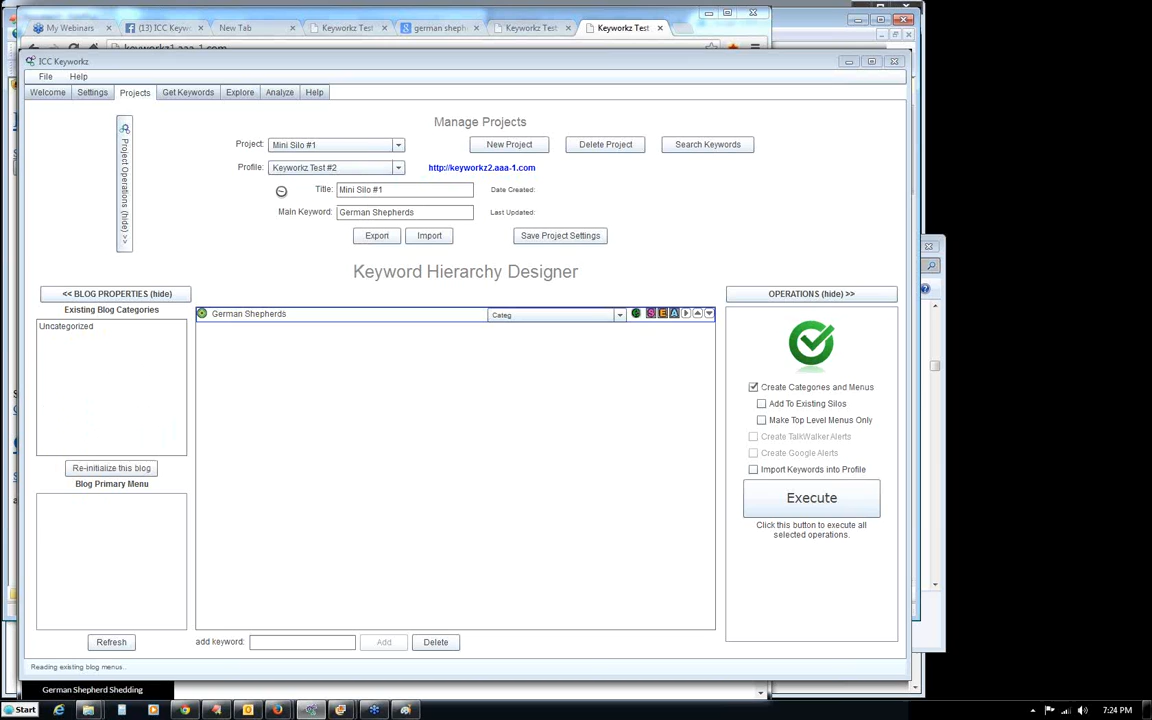 My Webinars
(13) ICC Keyw
New Tab
Keyworkz Test
german sheph
Keyworkz Test
Keyworkz Test
keyworkz1.aaa-1.com
ICC Keyworkz
File Help
Welcome Settings Projects Get Keywords Explore Analyze Help
Manage Projects
Project: Mini Silo #1 New Project Delete Project Search Keywords
Profile: Keyworkz Test #2 http://keyworkz2.aaa-1.com
Title: Mini Silo #1 Date Created:
Main Keyword: German Shepherds Last Updated:
Export Import Save Project Settings
Project Operations (hide) >>
Keyword Hierarchy Designer
<< BLOG PROPERTIES (hide)
Existing Blog Categories
Uncategorized
Re-initialize this blog
Blog Primary Menu
Refresh
German Shepherds Categ G S E A
add keyword: Add Delete
OPERATIONS (hide) >>
Create Categories and Menus
Add To Existing Silos
Make Top Level Menus Only
Create TalkWalker Alerts
Create Google Alerts
Import Keywords into Profile
Execute
Click this button to execute all
selected operations.
Reading existing blog menus..
German Shepherd Shedding
Start
7:24 PM